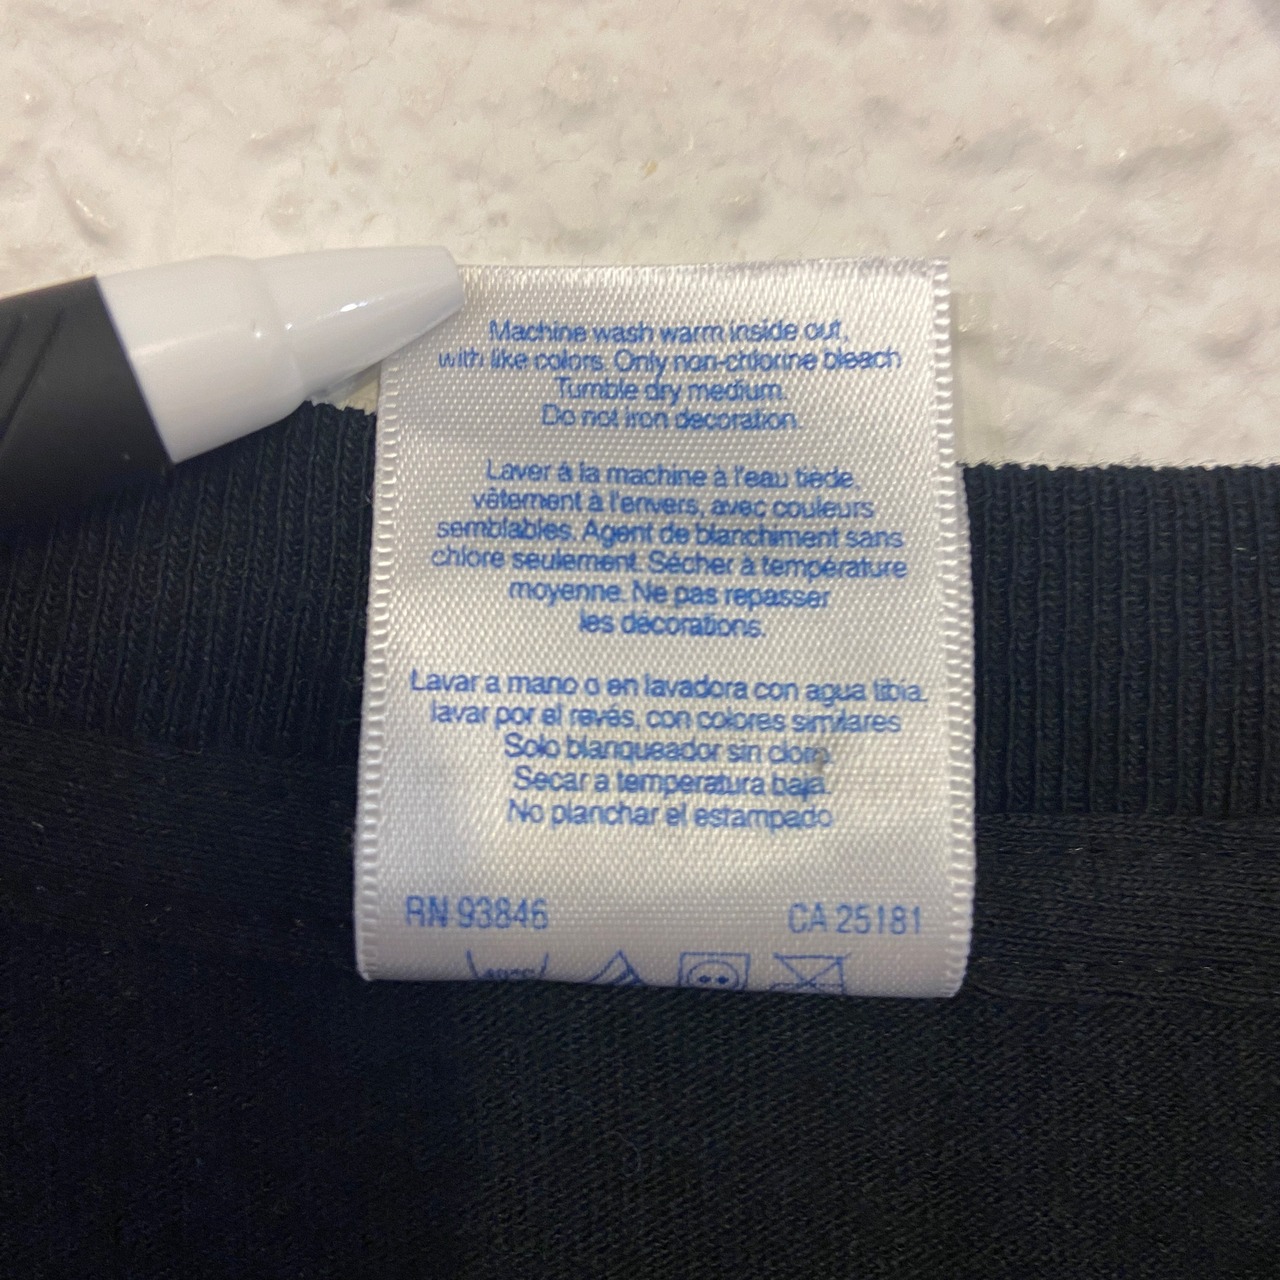 Machine wash warm inside out,
with like colors. Only non-chlorine bleach
Tumble dry medium.
Do not iron decoration.
Laver à la machine à l'eau tiède,
vêtement à l'envers, avec couleurs
semblables. Agent de blanchiment sans
chlore seulement. Sécher à température
moyenne. Ne pas repasser
les décorations.
Lavar a mano o en lavadora con agua tibia.
lavar por el revés, con colores similares
Solo blanqueador sin cloro.
Secar a temperatura baja.
No planchar el estampado
RN 93846 CA 25181